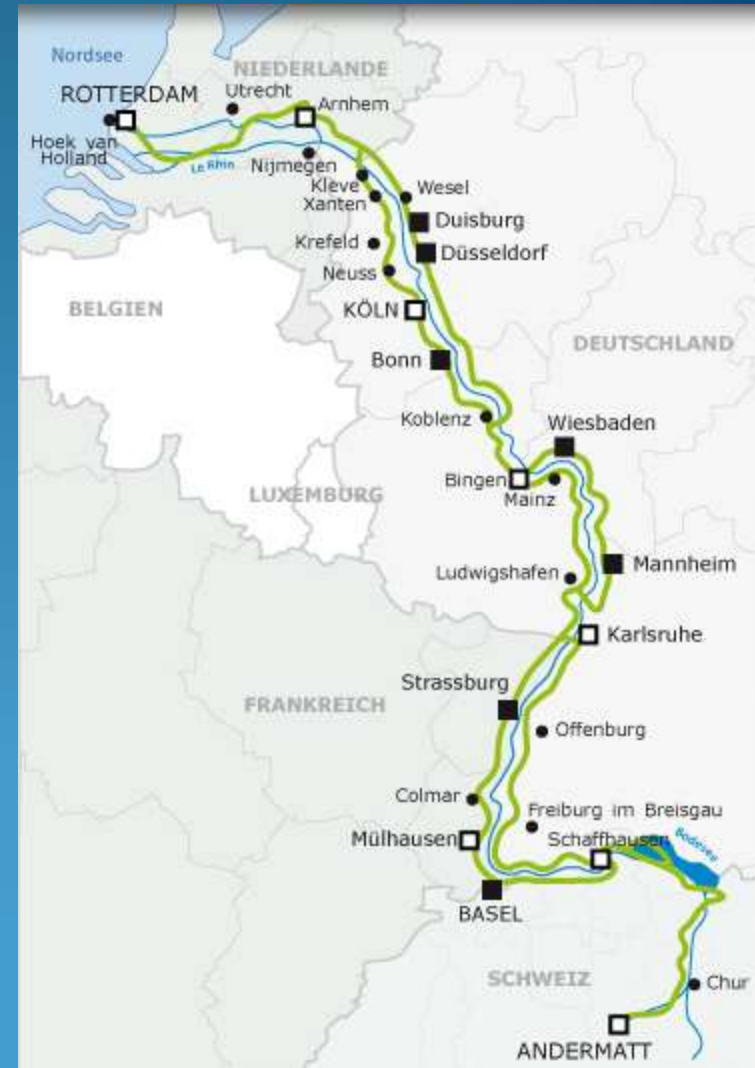 Nordsee
NIEDERLANDE
ROTTERDAM
Utrecht
Arnhem
Hoek van
Holland
Le Rhin
Nijmegen
Kleve
Xanten
Wesel
Duisburg
Krefeld
Düsseldorf
Neuss
BELGIEN
KÖLN
DEUTSCHLAND
Bonn
Koblenz
Wiesbaden
Bingen
Mainz
LUXEMBURG
Ludwigshafen
Mannheim
Karlsruhe
Strassburg
FRANKREICH
Offenburg
Colmar
Freiburg im Breisgau
Mülhausen
Schaffhausen
Bodensee
BASEL
SCHWEIZ
Chur
ANDERMATT